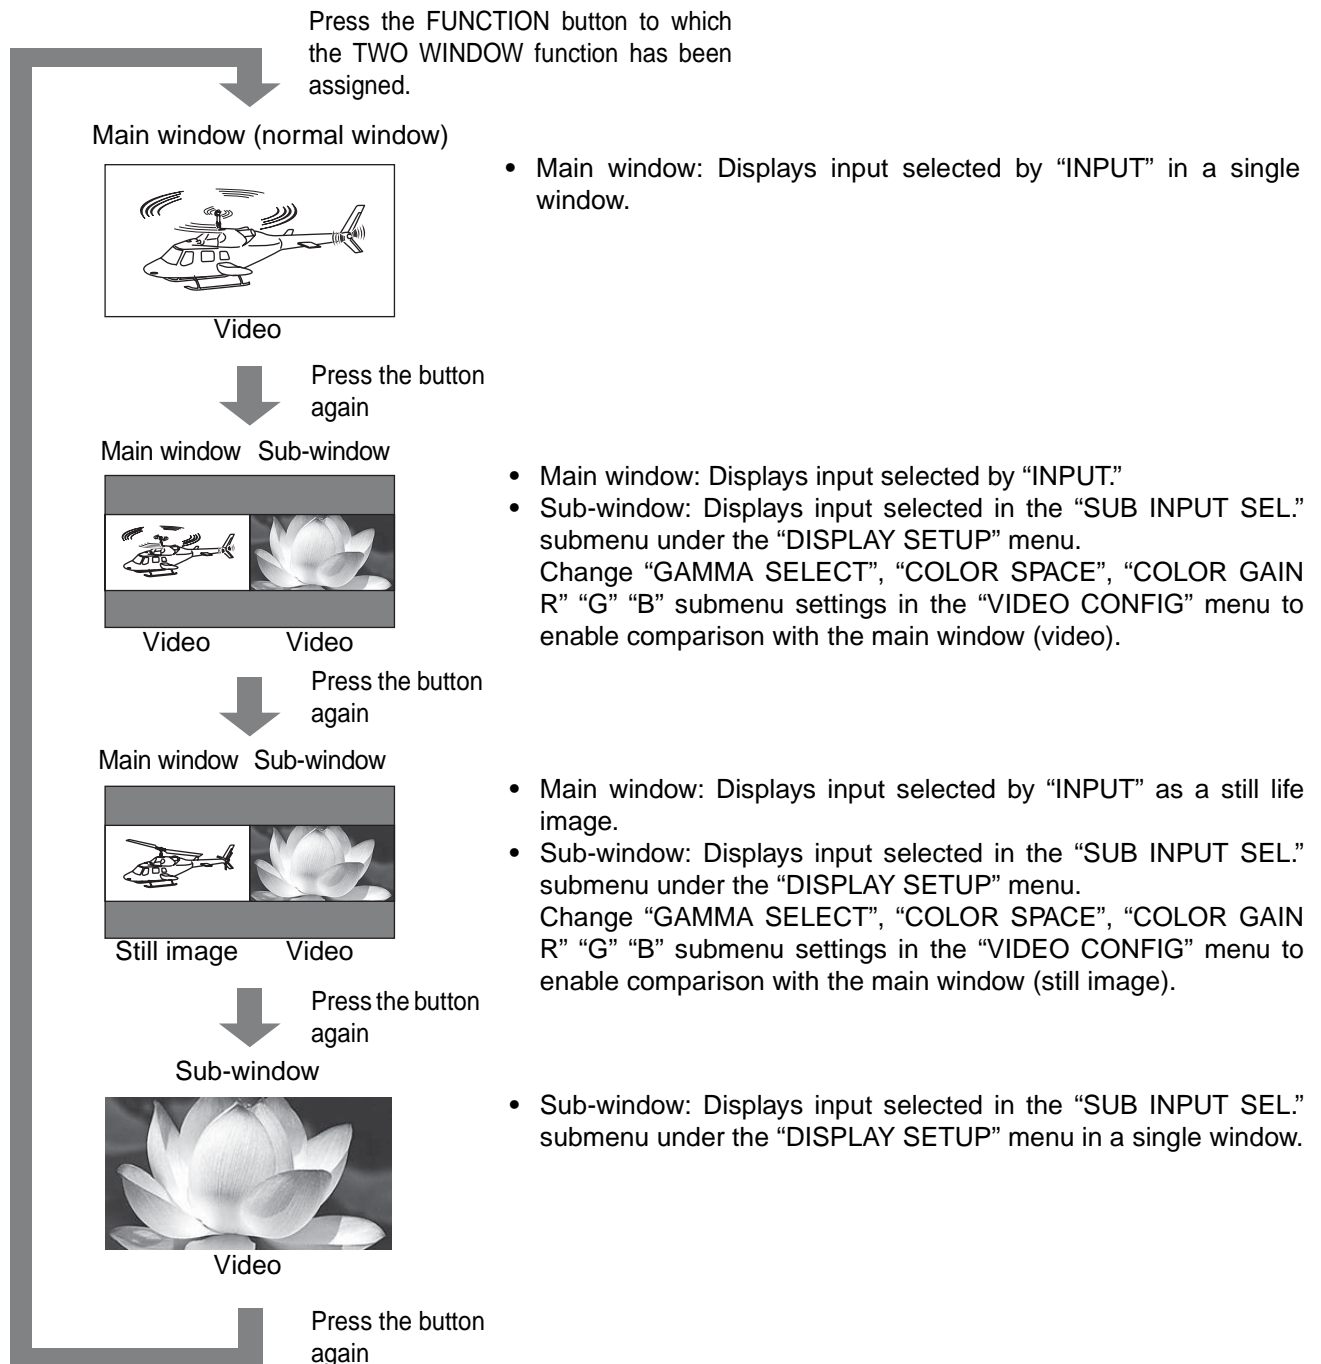 Press the FUNCTION button to which
the TWO WINDOW function has been
assigned.
Main window (normal window)
• Main window: Displays input selected by “INPUT” in a single
window.
Video
Press the button
again
Main window Sub-window
• Main window: Displays input selected by “INPUT.”
• Sub-window: Displays input selected in the “SUB INPUT SEL.”
submenu under the “DISPLAY SETUP” menu.
Change “GAMMA SELECT”, “COLOR SPACE”, “COLOR GAIN
R” “G” “B” submenu settings in the “VIDEO CONFIG” menu to
enable comparison with the main window (video).
Video Video
Press the button
again
Main window Sub-window
• Main window: Displays input selected by “INPUT” as a still life
image.
• Sub-window: Displays input selected in the “SUB INPUT SEL.”
submenu under the “DISPLAY SETUP” menu.
Change “GAMMA SELECT”, “COLOR SPACE”, “COLOR GAIN
R” “G” “B” submenu settings in the “VIDEO CONFIG” menu to
enable comparison with the main window (still image).
Still image Video
Press the button
again
Sub-window
• Sub-window: Displays input selected in the “SUB INPUT SEL.”
submenu under the “DISPLAY SETUP” menu in a single window.
Video
Press the button
again